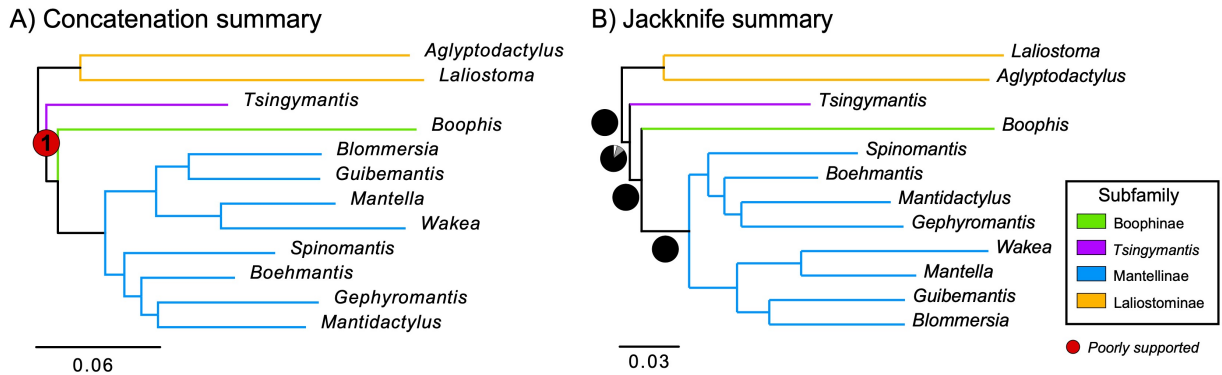 A) Concatenation summary
Aglyptodactylus
Laliostoma
Tsingymantis
Boophis
Blommersia
Guibemantis
Mantella
Wakea
Spinomantis
Boehmantis
Gephyromantis
Mantidactylus
1
0.06
B) Jackknife summary
Laliostoma
Aglyptodactylus
Tsingymantis
Boophis
Spinomantis
Boehmantis
Mantidactylus
Gephyromantis
Wakea
Mantella
Guibemantis
Blommersia
0.03
Subfamily
Boophinae
Tsingymantis
Mantellinae
Laliostominae
Poorly supported